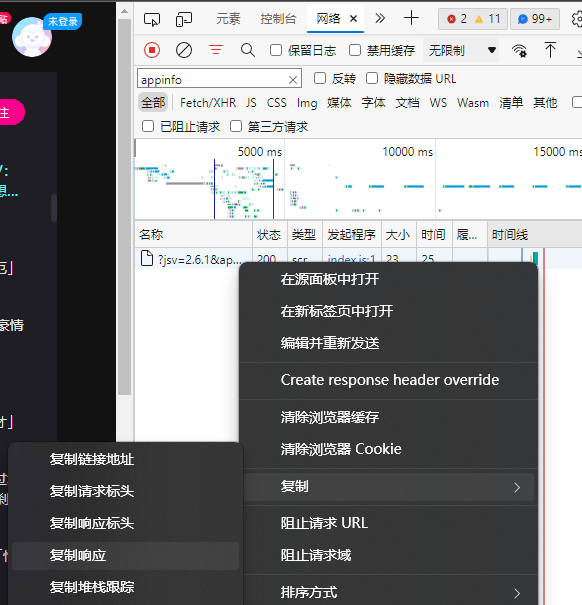 粘
未登录
元素
控制台
网络
2
11
99+
保留日志
禁用缓存
无限制
appinfo
反转
隐藏数据 URL
全部
Fetch/XHR
JS
CSS
Img
媒体
字体
文档
WS
Wasm
清单
其他
已阻止请求
第三方请求
5000 ms
10000 ms
15000 ms
名称
状态
类型
发起程序
大小
时间
履...
时间线
?jsv=2.6.1&ap...
200
scr...
index.js:1
23
25
注
想...
豪情
在源面板中打开
在新标签页中打开
编辑并重新发送
Create response header override
清除浏览器缓存
清除浏览器 Cookie
复制
阻止请求 URL
阻止请求域
排序方式
复制链接地址
复制请求标头
复制响应标头
复制响应
复制堆栈跟踪